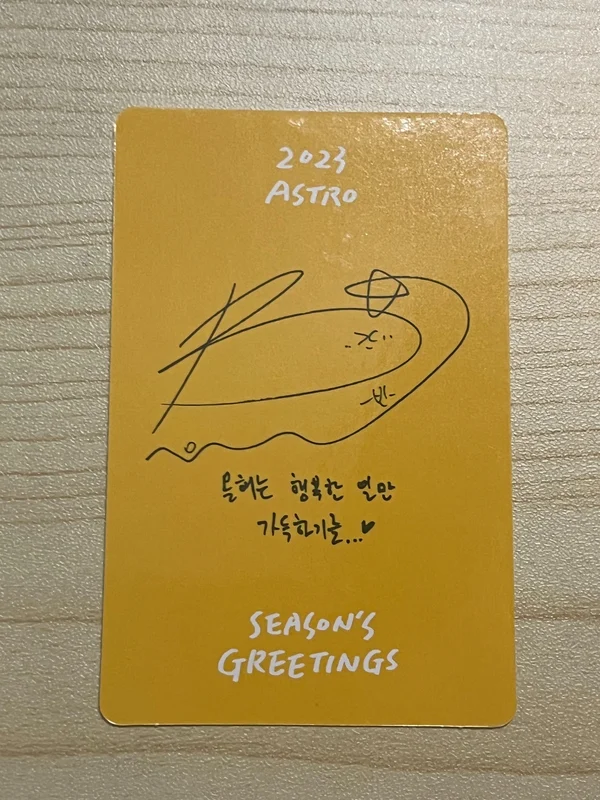 2023
ASTRO
-빈-
올해는 행복한 일만
가득하기를...♥
SEASON'S
GREETINGS